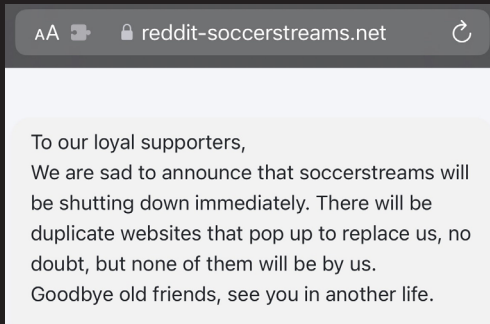 AA reddit-soccerstreams.net
To our loyal supporters,
We are sad to announce that soccerstreams will
be shutting down immediately. There will be
duplicate websites that pop up to replace us, no
doubt, but none of them will be by us.
Goodbye old friends, see you in another life.